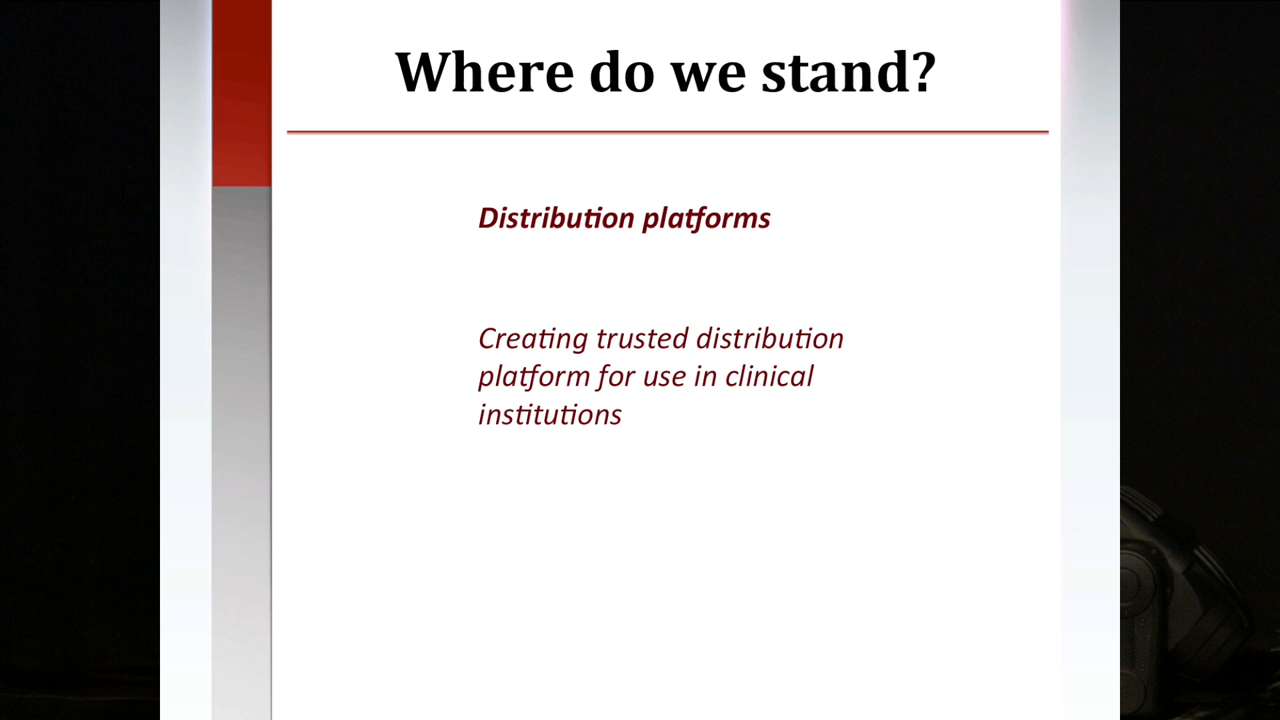 Where do we stand?
Distribution platforms
Creating trusted distribution
platform for use in clinical
institutions